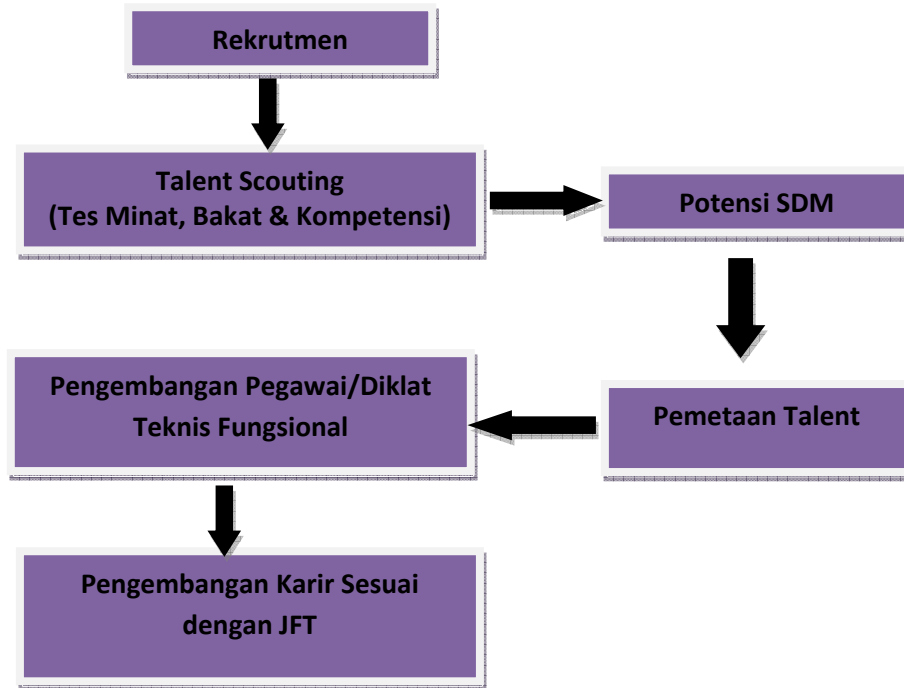 Rekrutmen
Talent Scouting
(Tes Minat, Bakat & Kompetensi)
Potensi SDM
Pemetaan Talent
Pengembangan Pegawai/Diklat
Teknis Fungsional
Pengembangan Karir Sesuai
dengan JFT